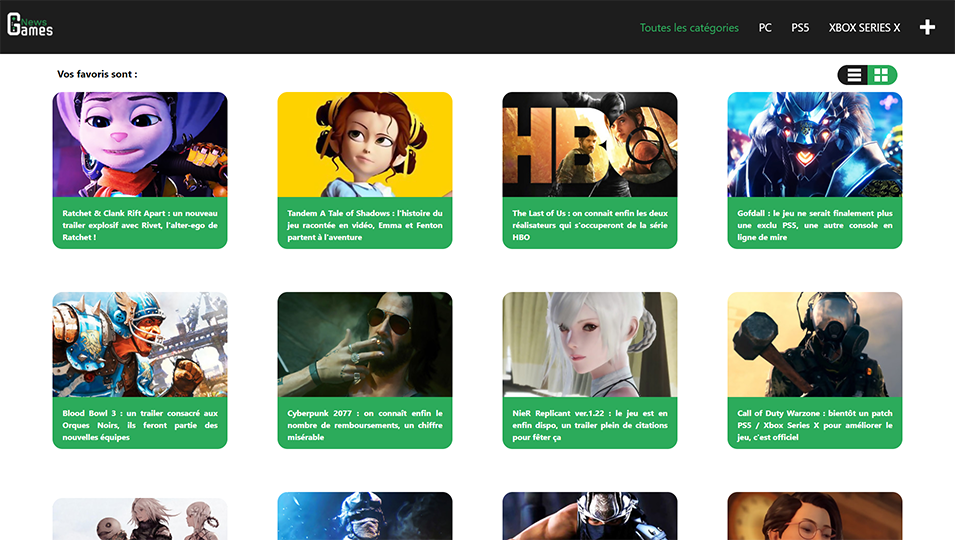 News
Games
Toutes les catégories
PC
PS5
XBOX SERIES X
Vos favoris sont :
HBO
Ratchet & Clank Rift Apart : un nouveau
trailer explosif avec Rivet, l'alter-ego de
Ratchet !
Tandem A Tale of Shadows : l'histoire du
jeu racontée en vidéo, Emma et Fenton
partent à l'aventure
The Last of Us : on connait enfin les deux
réalisateurs qui s'occuperont de la série
HBO
Gofdall : le jeu ne serait finalement plus
une exclu PS5, une autre console en
ligne de mire
Blood Bowl 3 : un trailer consacré aux
Orques Noirs, ils feront partie des
nouvelles équipes
Cyberpunk 2077 : on connaît enfin le
nombre de remboursements, un chiffre
misérable
NieR Replicant ver.1.22 : le jeu est en
enfin dispo, un trailer plein de citations
pour fêter ça
Call of Duty Warzone : bientôt un patch
PS5 / Xbox Series X pour améliorer le
jeu, c'est officiel